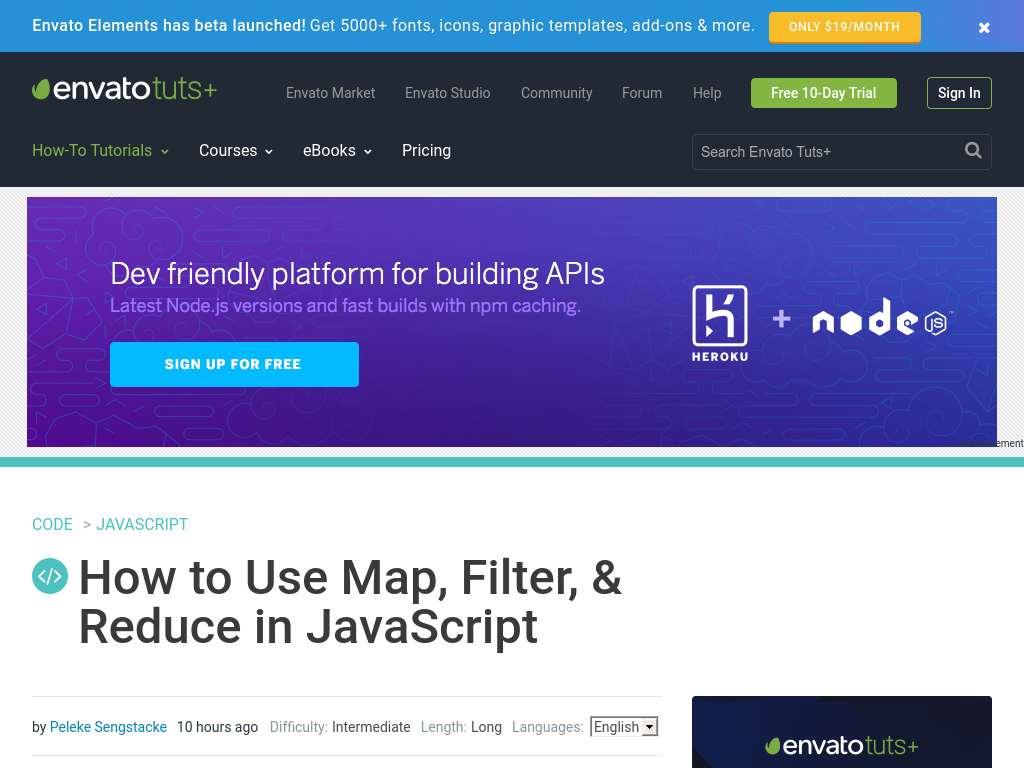 Envato Elements has beta launched! Get 5000+ fonts, icons, graphic templates, add-ons & more. ONLY $19/MONTH
envatotuts+
Envato Market Envato Studio Community Forum Help Free 10-Day Trial Sign In
How-To Tutorials Courses eBooks Pricing Search Envato Tuts+
Dev friendly platform for building APIs
Latest Node.js versions and fast builds with npm caching.
SIGN UP FOR FREE
HEROKU + node JS
CODE > JAVASCRIPT
</> How to Use Map, Filter, &
Reduce in JavaScript
by Peleke Sengstacke 10 hours ago Difficulty: Intermediate Length: Long Languages: English
envatotuts+